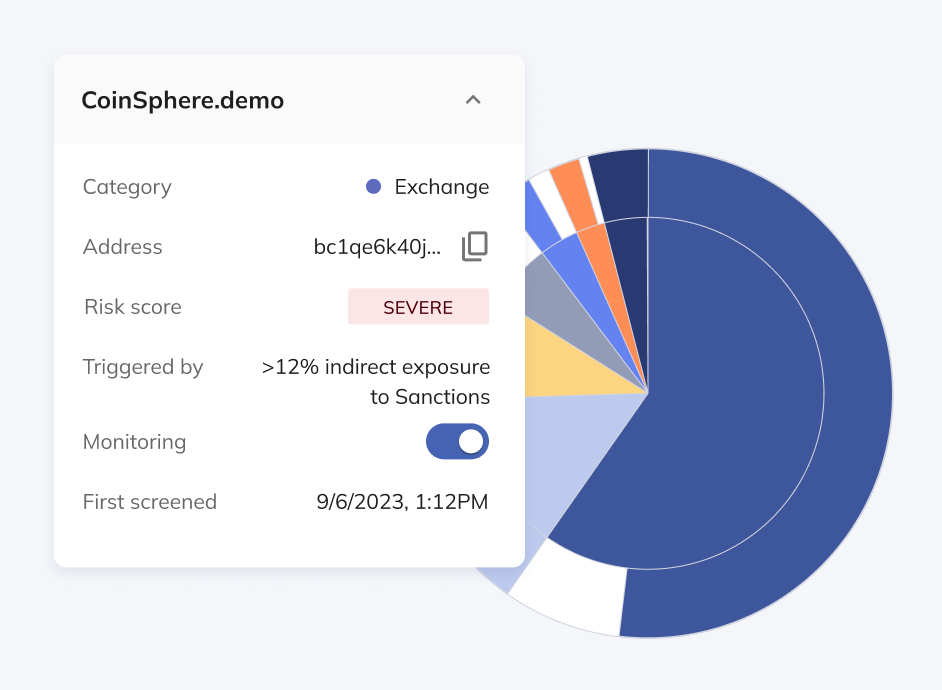 CoinSphere.demo
Category Exchange
Address bc1qe6k40j...
Risk score SEVERE
Triggered by >12% indirect exposure
to Sanctions
Monitoring
First screened 9/6/2023, 1:12PM